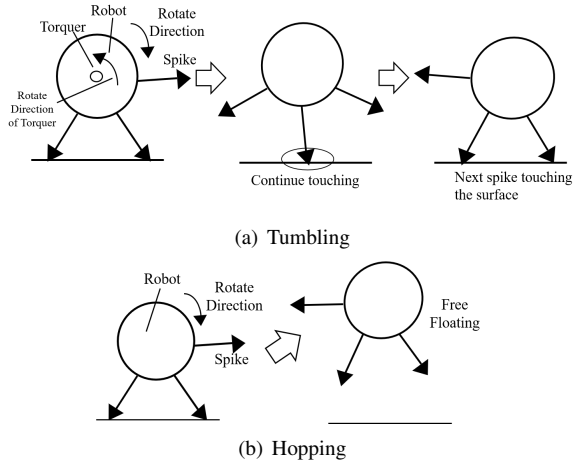 Robot
Rotate
Direction
Torquer
Spike
Rotate
Direction
of Torquer
Continue touching
Next spike touching
the surface
(a) Tumbling
Robot
Rotate
Direction
Spike
Free
Floating
(b) Hopping